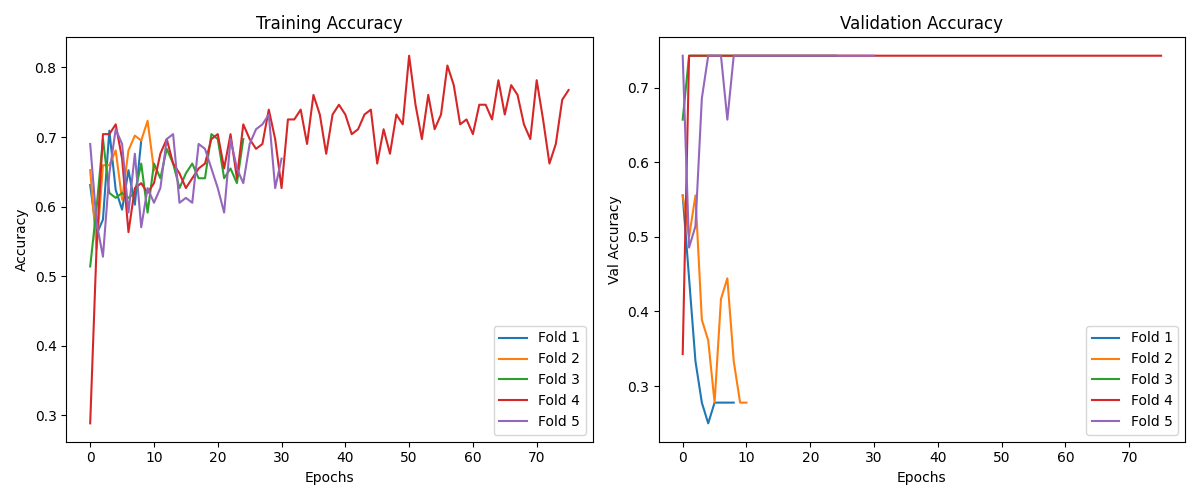 Training Accuracy
Accuracy
0.8
0.7
0.6
0.5
0.4
0.3
0 10 20 30 40 50 60 70
Epochs
Fold 1
Fold 2
Fold 3
Fold 4
Fold 5
Validation Accuracy
Val Accuracy
0.7
0.6
0.5
0.4
0.3
0 10 20 30 40 50 60 70
Epochs
Fold 1
Fold 2
Fold 3
Fold 4
Fold 5